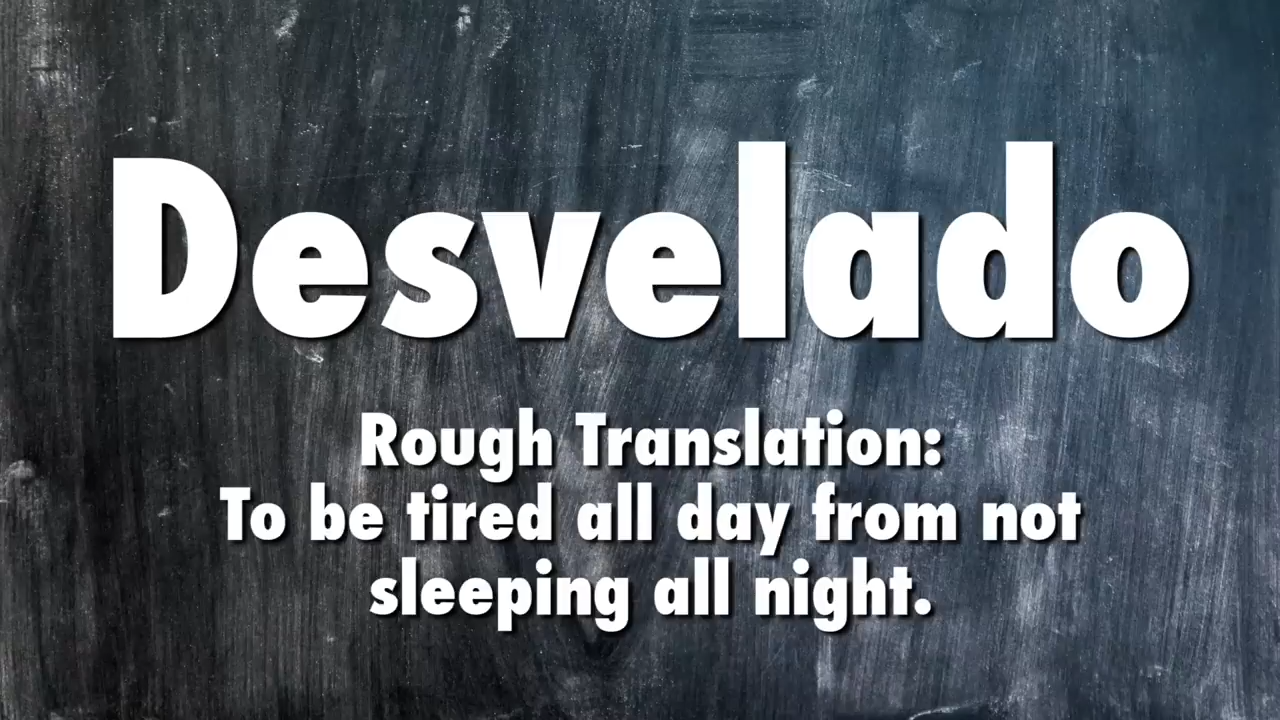 Desvelado
Rough Translation:
To be tired all day from not
sleeping all night.